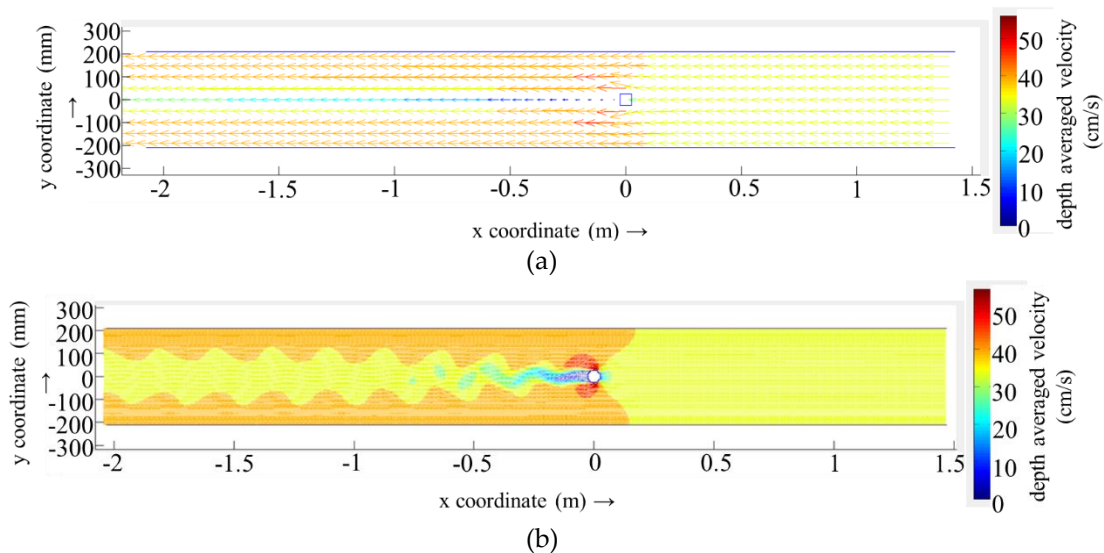 300
200
100
0
-100
-200
-300
y coordinate (mm) →
-2 -1.5 -1 -0.5 0 0.5 1 1.5
x coordinate (m) →
50
40
30
20
10
0
depth averaged velocity
(cm/s)
(a)
300
200
100
0
-100
-200
-300
y coordinate (mm) →
-2 -1.5 -1 -0.5 0 0.5 1 1.5
x coordinate (m) →
50
40
30
20
10
0
depth averaged velocity
(cm/s)
(b)